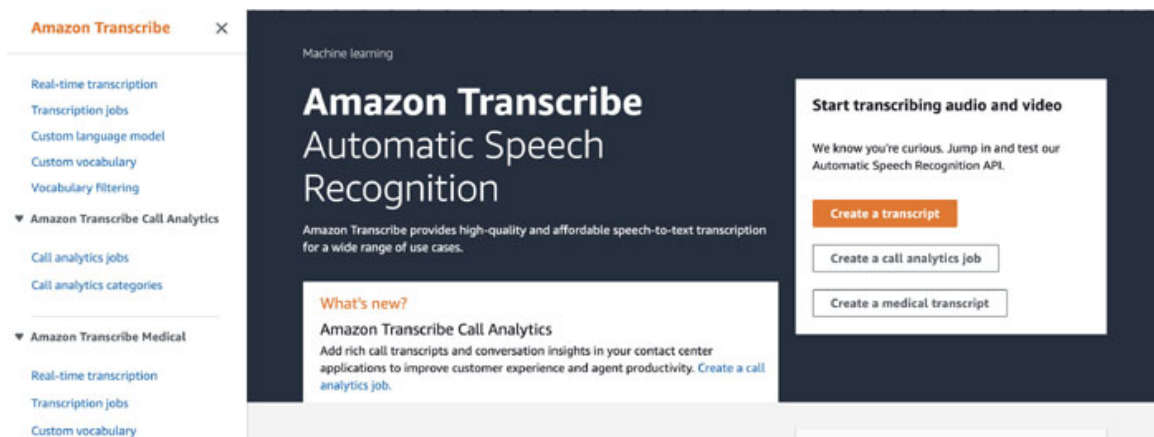 Amazon Transcribe
Real-time transcription
Transcription jobs
Custom language model
Custom vocabulary
Vocabulary filtering
Amazon Transcribe Call Analytics
Call analytics jobs
Call analytics categories
Amazon Transcribe Medical
Real-time transcription
Transcription jobs
Custom vocabulary
Machine learning
Amazon Transcribe
Automatic Speech
Recognition
Amazon Transcribe provides high-quality and affordable speech-to-text transcription
for a wide range of use cases.
What's new?
Amazon Transcribe Call Analytics
Add rich call transcripts and conversation insights in your contact center
applications to improve customer experience and agent productivity. Create a call
analytics job.
Start transcribing audio and video
We know you're curious. Jump in and test our
Automatic Speech Recognition API.
Create a transcript
Create a call analytics job
Create a medical transcript